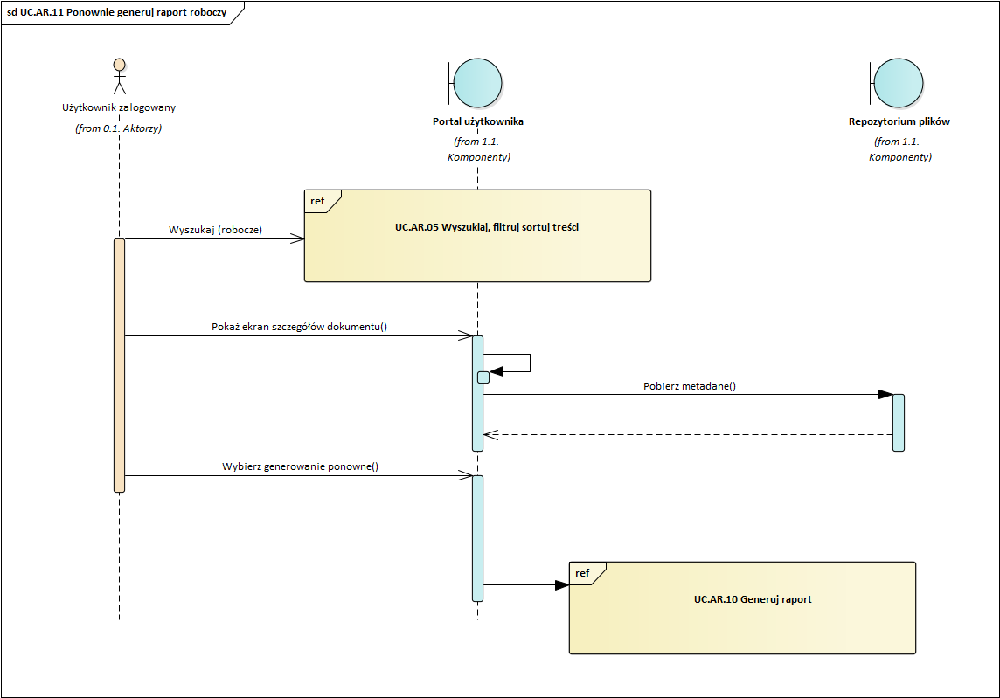 sd UC.AR.11 Ponownie generuj raport roboczy
Użytkownik zalogowany
(from 0.1. Aktorzy)
Portal użytkownika
(from 1.1.
Komponenty)
Repozytorium plików
(from 1.1.
Komponenty)
ref
UC.AR.05 Wyszukiaj, filtruj sortuj treści
Wyszukaj (robocze)
Pokaż ekran szczegółów dokumentu()
Pobierz metadane()
Wybierz generowanie ponowne()
ref
UC.AR.10 Generuj raport